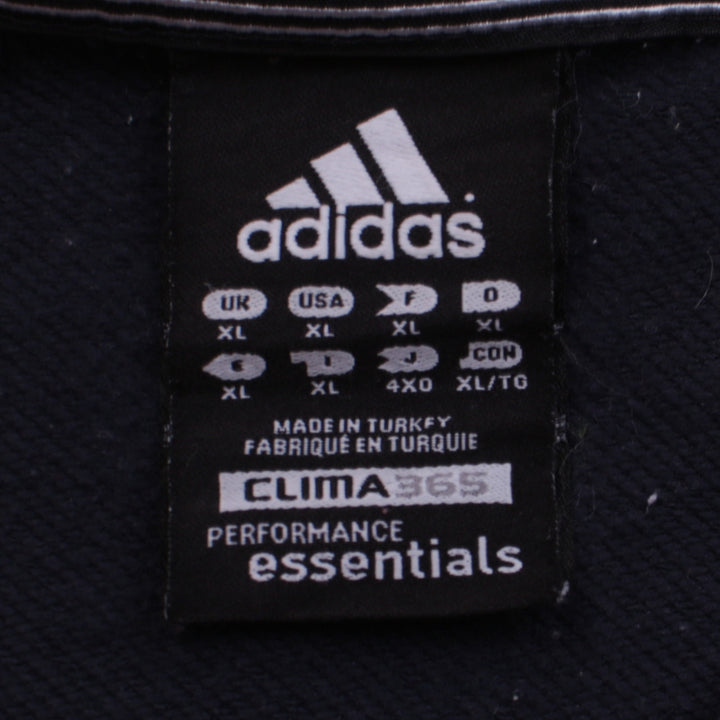 adidas
UK USA F D
XL XL XL XL
E I J CON
XL XL 4XO XL/TG
MADE IN TURKEY
FABRIQUÉ EN TURQUIE
CLIMA365
PERFORMANCE
essentials